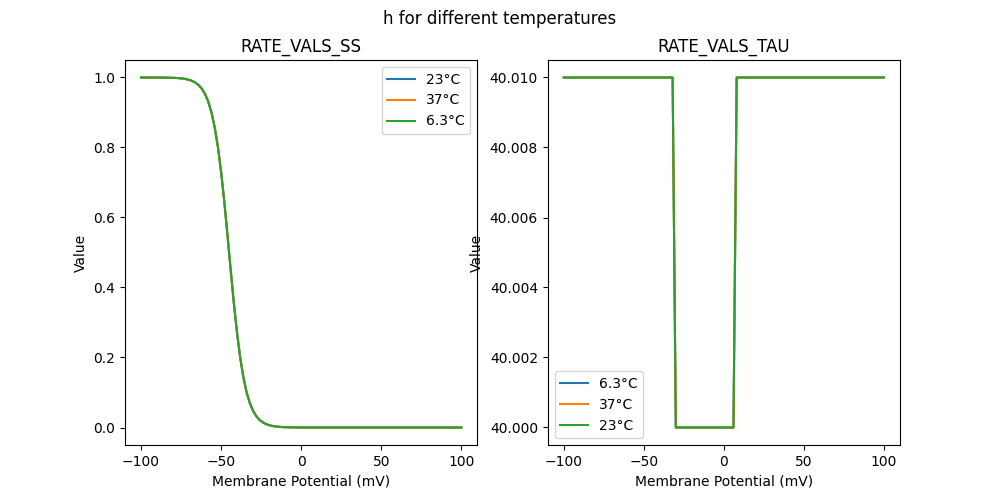 h for different temperatures
RATE_VALS_SS
Value
1.0
0.8
0.6
0.4
0.2
0.0
23°C
37°C
6.3°C
−100
−50
0
50
100
Membrane Potential (mV)
RATE_VALS_TAU
Value
40.010
40.008
40.006
40.004
40.002
40.000
6.3°C
37°C
23°C
−100
−50
0
50
100
Membrane Potential (mV)